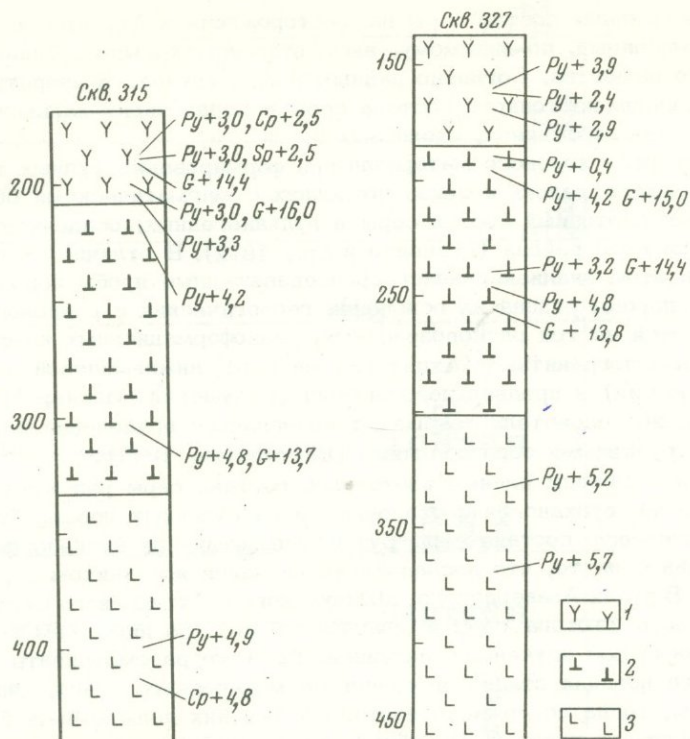 Скв. 315
200
300
400
Py+3,0, Cp+2,5
Py+3,0, Sp+2,5
G+14,4
Py+3,0, G+16,0
Py+3,3
Py+4,2
Py+4,8, G+13,7
Py+4,9
Cp+4,8
Скв. 327
150
250
350
450
Py+3,9
Py+2,4
Py+2,9
Py+0,4
Py+4,2 G+15,0
Py+3,2 G+14,4
Py+4,8
G+13,8
Py+5,2
Py+5,7
1
2
3